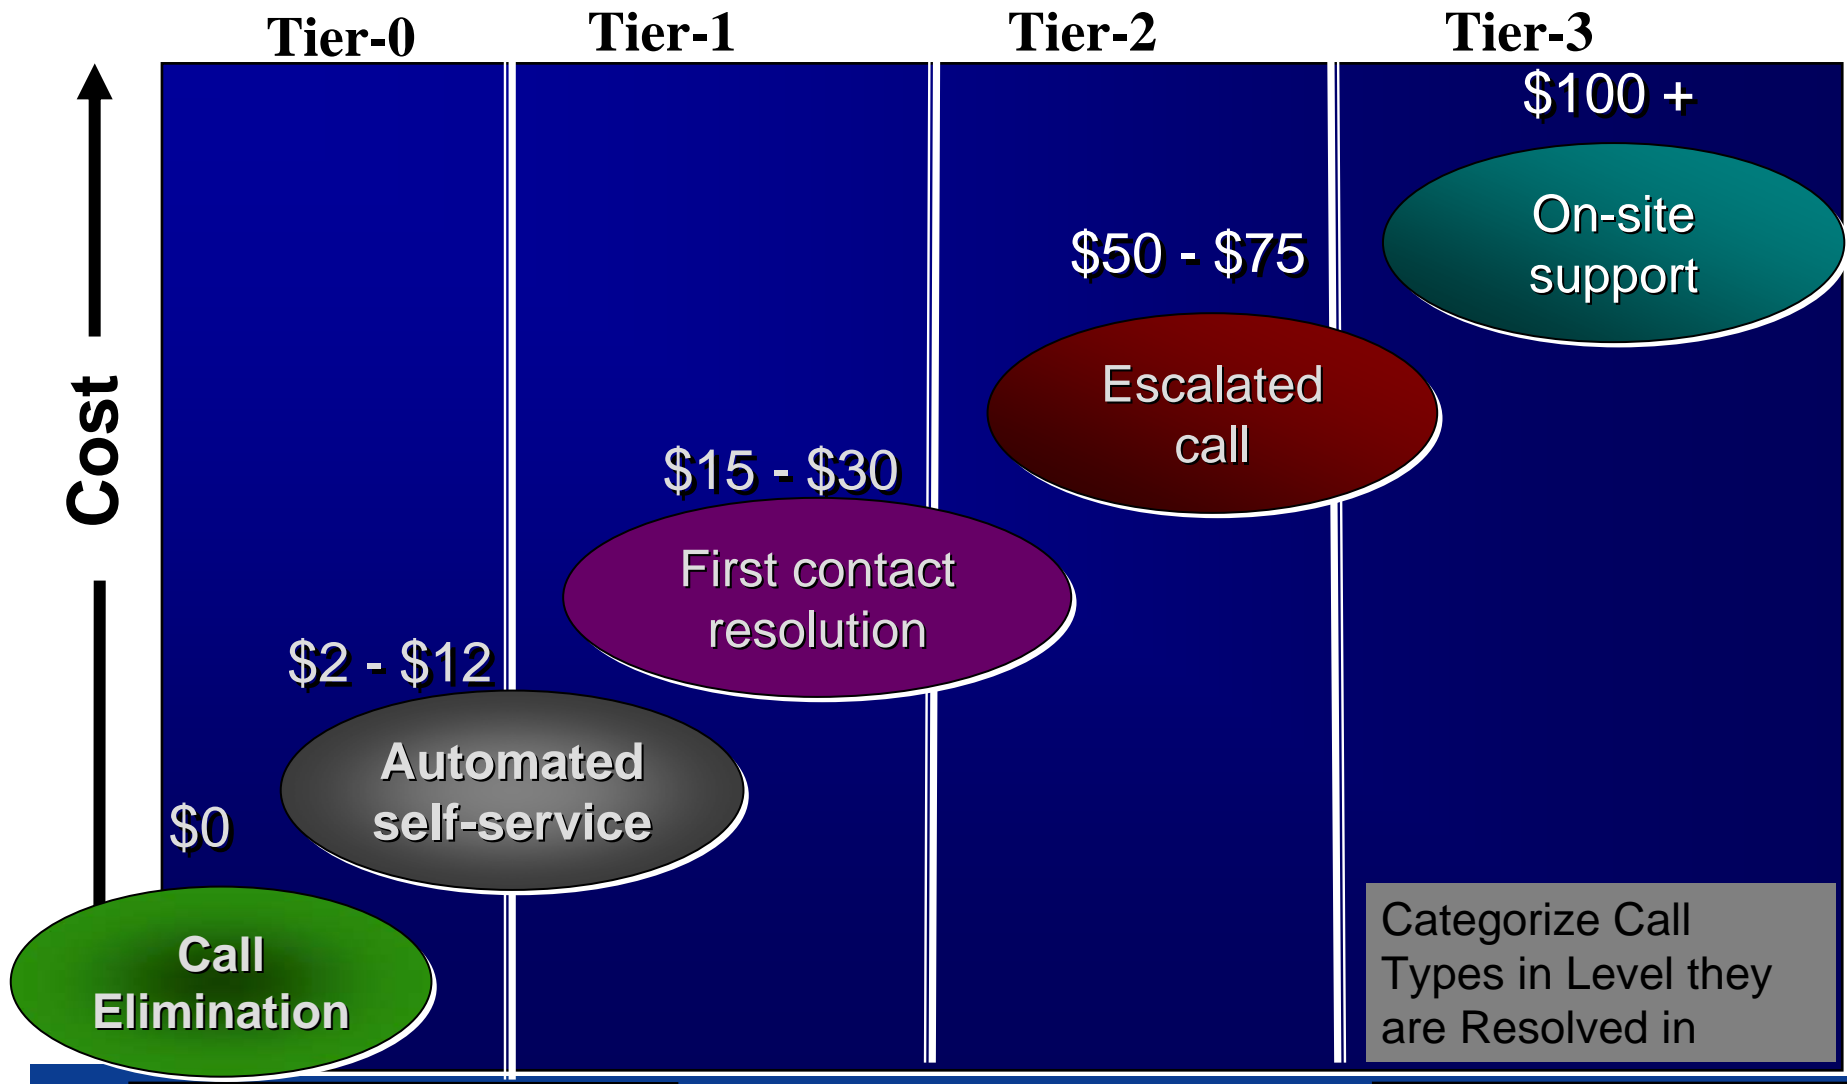 Tier-0 Tier-1 Tier-2 Tier-3
$100 +
On-site
support
$50 - $75
Escalated
call
Cost
$15 - $30
First contact
resolution
$2 - $12
Automated
self-service
$0
Call
Elimination
Categorize Call
Types in Level they
are Resolved in